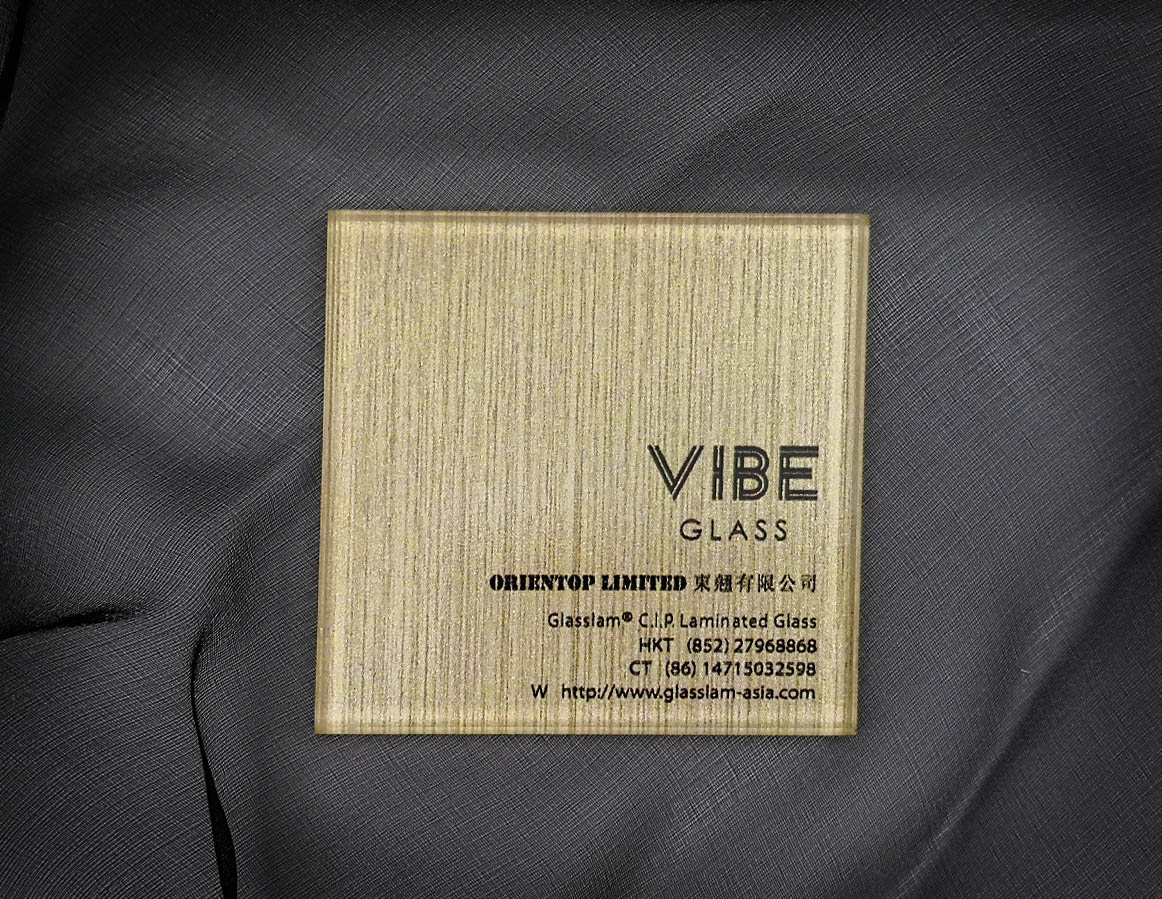 VIBE
GLASS
ORIENTOP LIMITED 東翹有限公司
Glasslam® C.I.P. Laminated Glass
HKT (852) 27968868
CT (86) 14715032598
W http://www.glasslam-asia.com